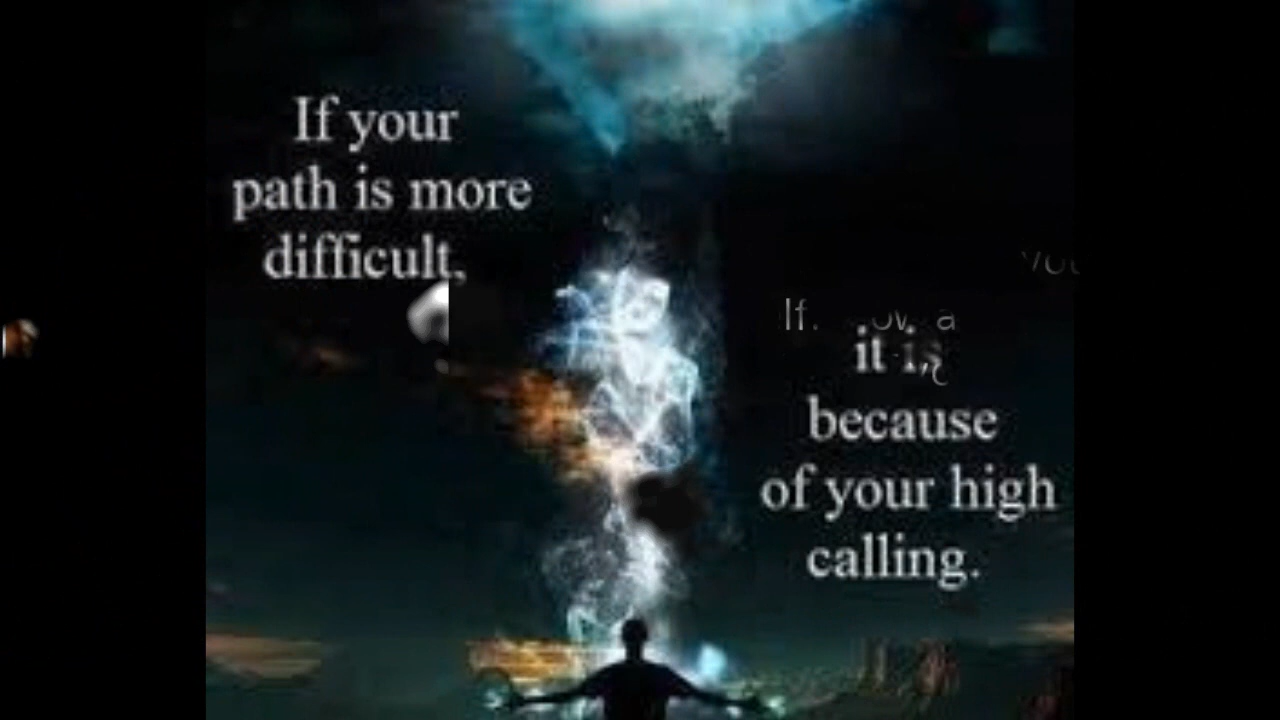 If your
path is more
difficult,
it is
because
of your high
calling.